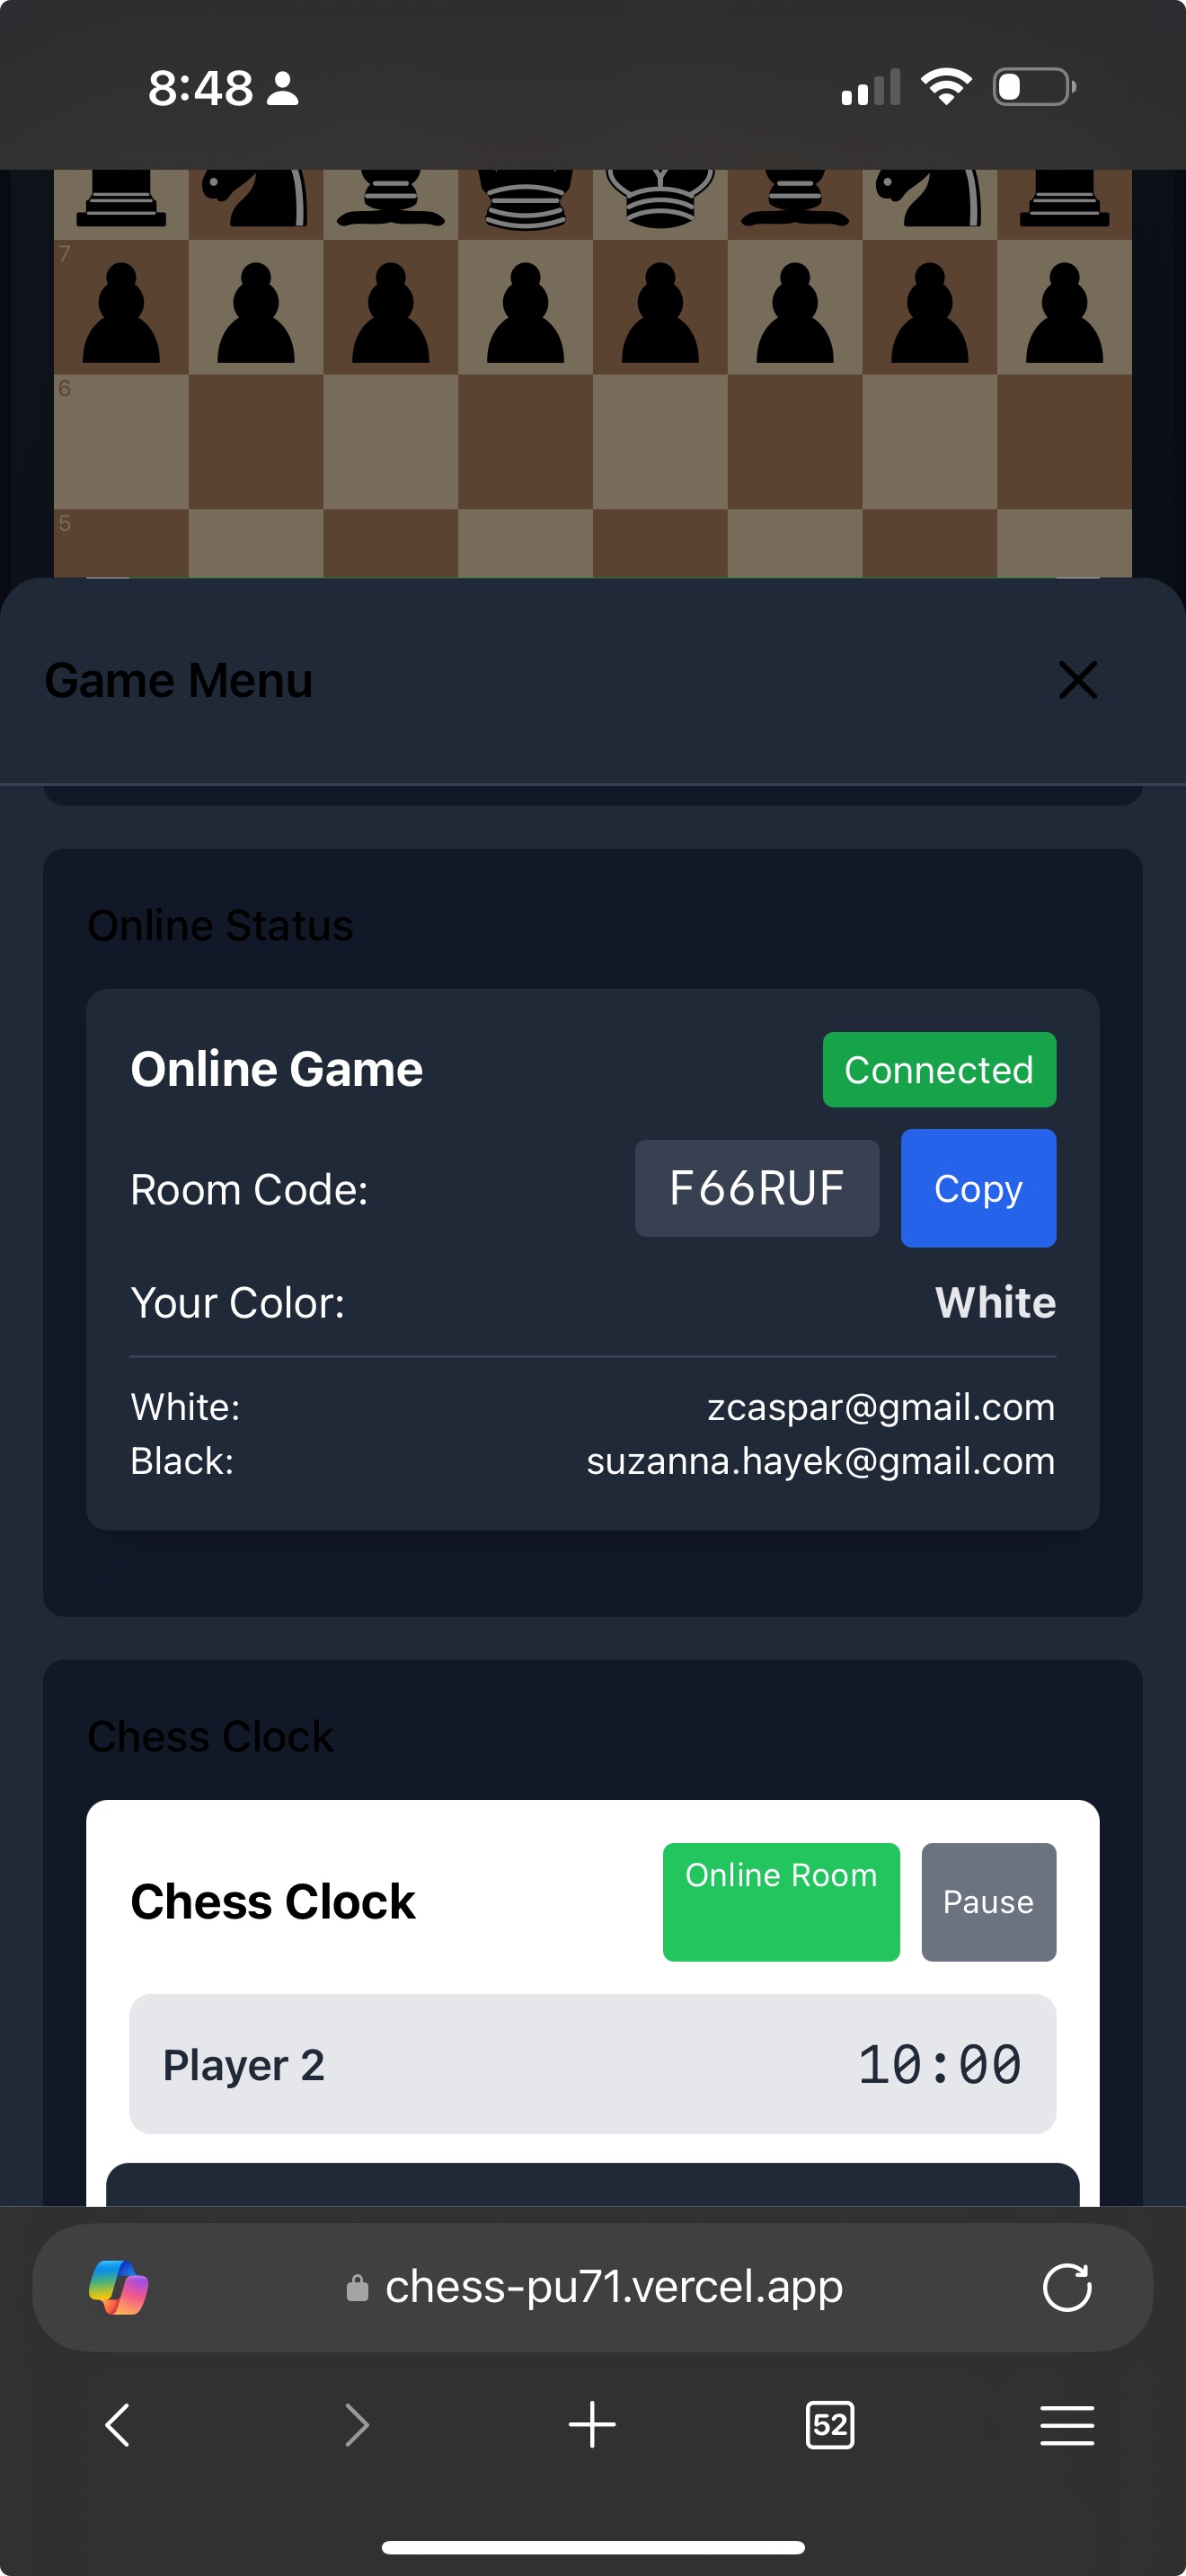 8:48
7
6
5
Game Menu
Online Status
Online Game
Connected
Room Code:
F66RUF
Copy
Your Color:
White
White:
zcaspar@gmail.com
Black:
suzanna.hayek@gmail.com
Chess Clock
Chess Clock
Online Room
Pause
Player 2
10:00
chess-pu71.vercel.app
52